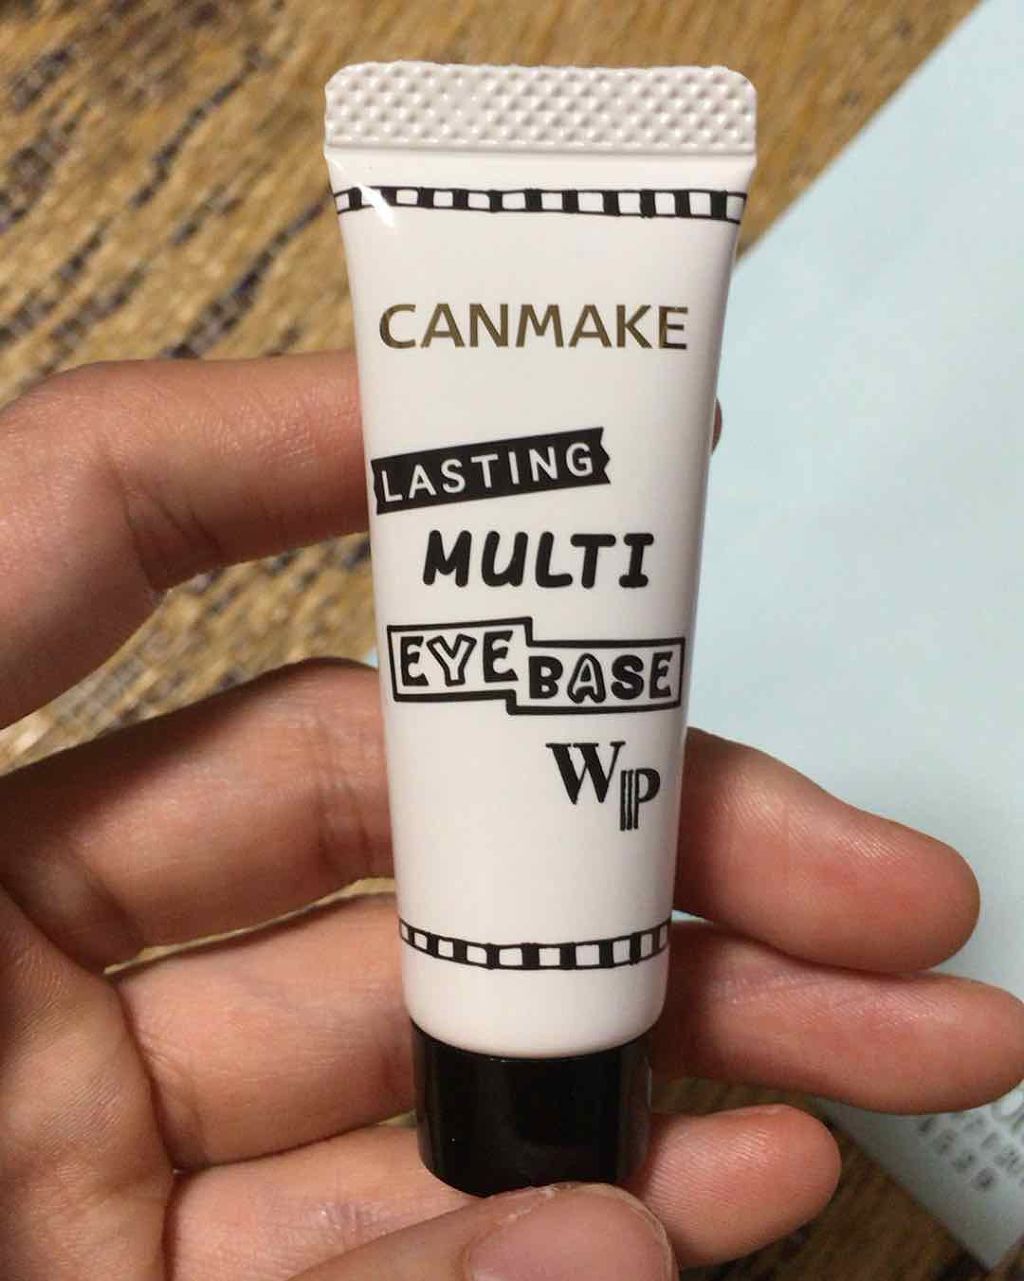 CANMAKE
LASTING
MULTI
EYE BASE
WP